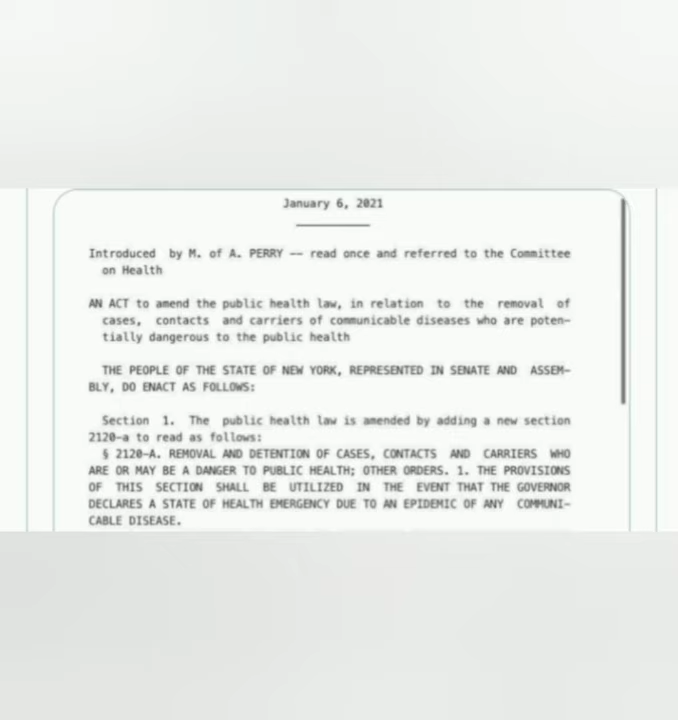 January 6, 2021
Introduced by M. of A. PERRY -- read once and referred to the Committee
on Health
AN ACT to amend the public health law, in relation to the removal of
cases, contacts and carriers of communicable diseases who are poten-
tially dangerous to the public health
THE PEOPLE OF THE STATE OF NEW YORK, REPRESENTED IN SENATE AND ASSEM-
BLY, DO ENACT AS FOLLOWS:
Section 1. The public health law is amended by adding a new section
2120-a to read as follows:
§ 2120-A. REMOVAL AND DETENTION OF CASES, CONTACTS AND CARRIERS WHO
ARE OR MAY BE A DANGER TO PUBLIC HEALTH; OTHER ORDERS. 1. THE PROVISIONS
OF THIS SECTION SHALL BE UTILIZED IN THE EVENT THAT THE GOVERNOR
DECLARES A STATE OF HEALTH EMERGENCY DUE TO AN EPIDEMIC OF ANY COMMUNI-
CABLE DISEASE.